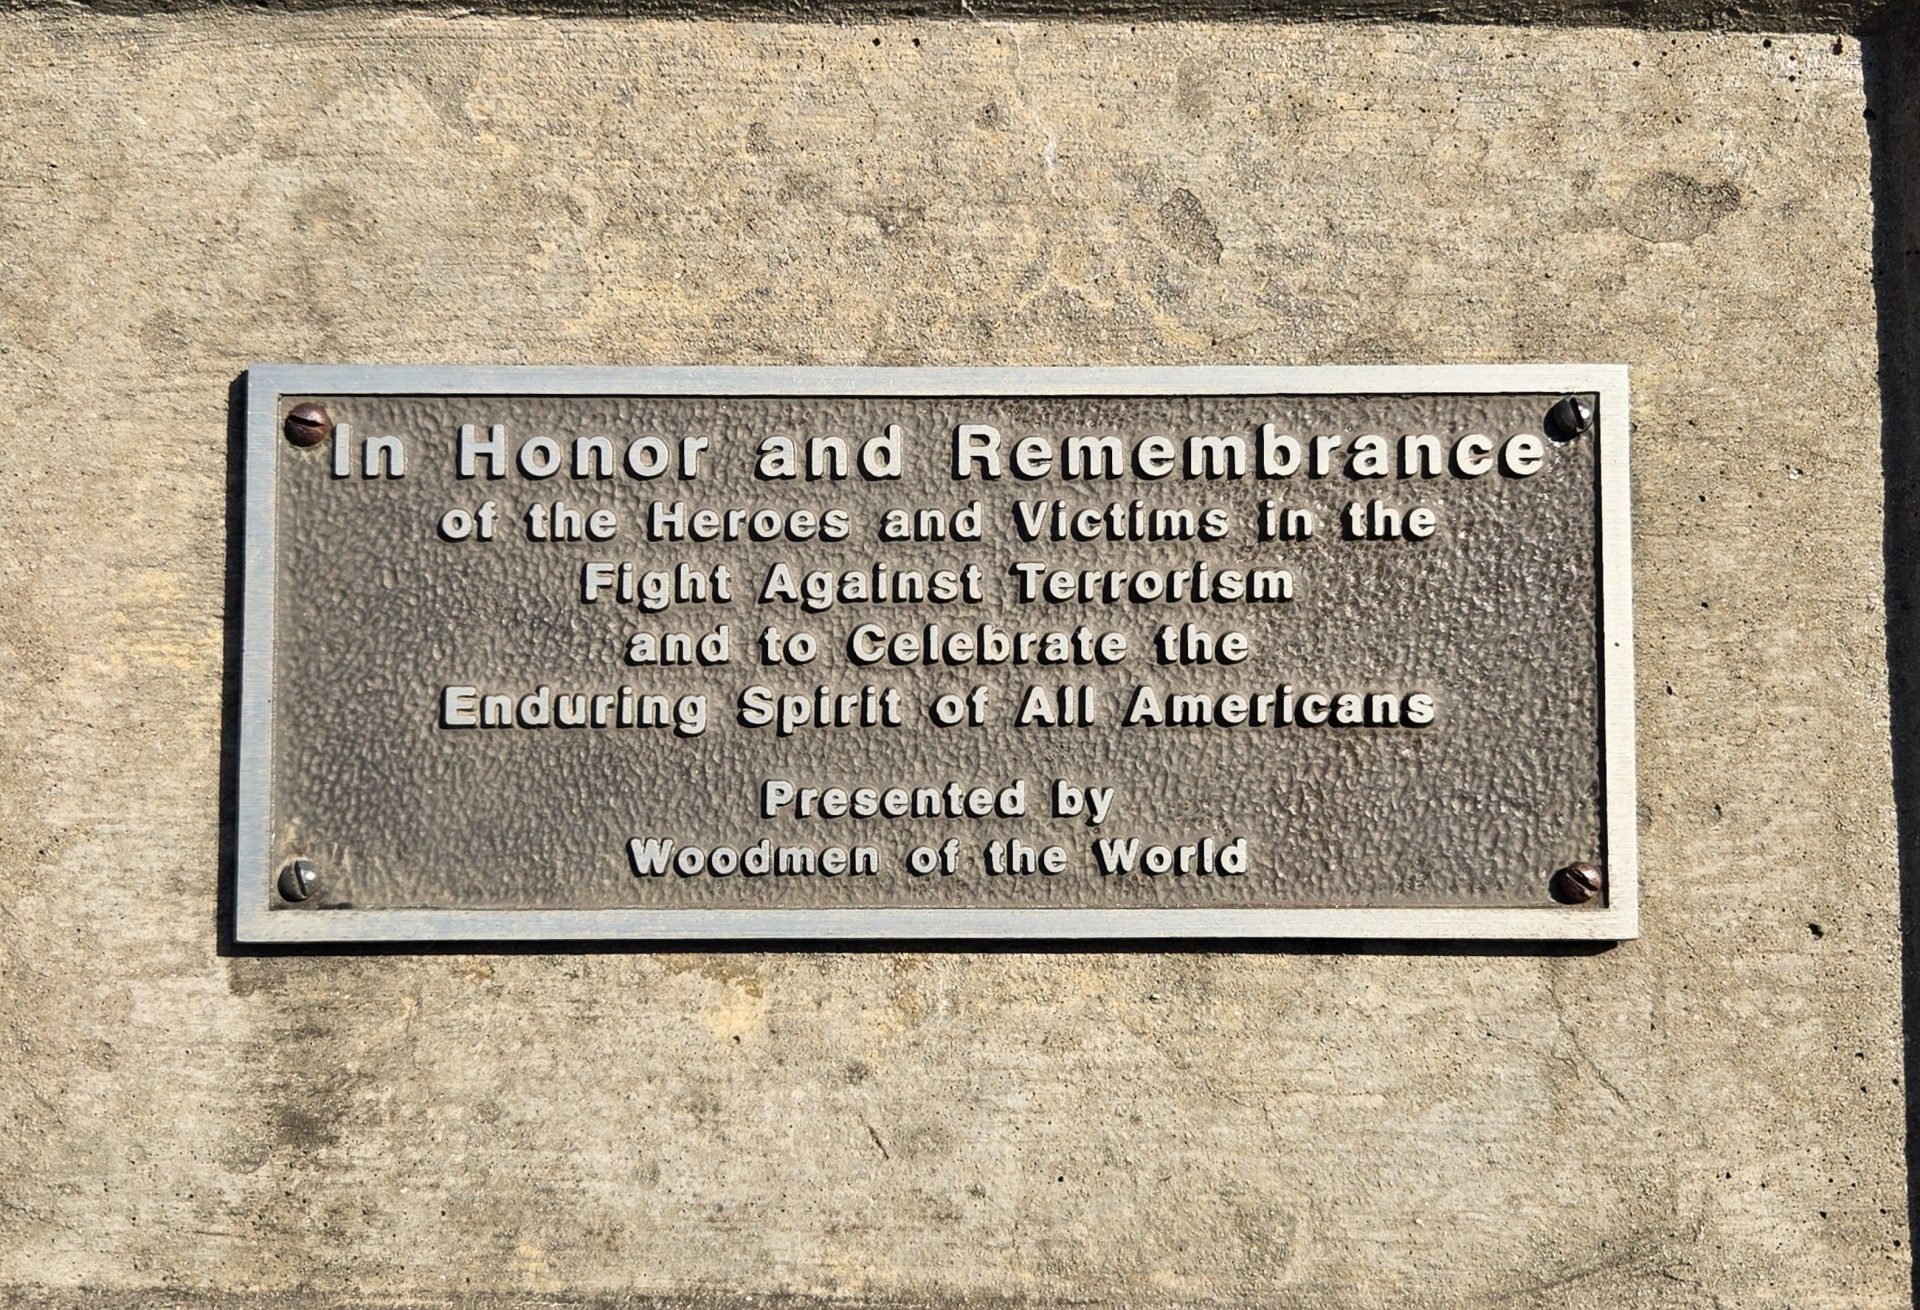 In Honor and Remembrance
of the Heroes and Victims in the
Fight Against Terrorism
and to Celebrate the
Enduring Spirit of All Americans
Presented by
Woodmen of the World